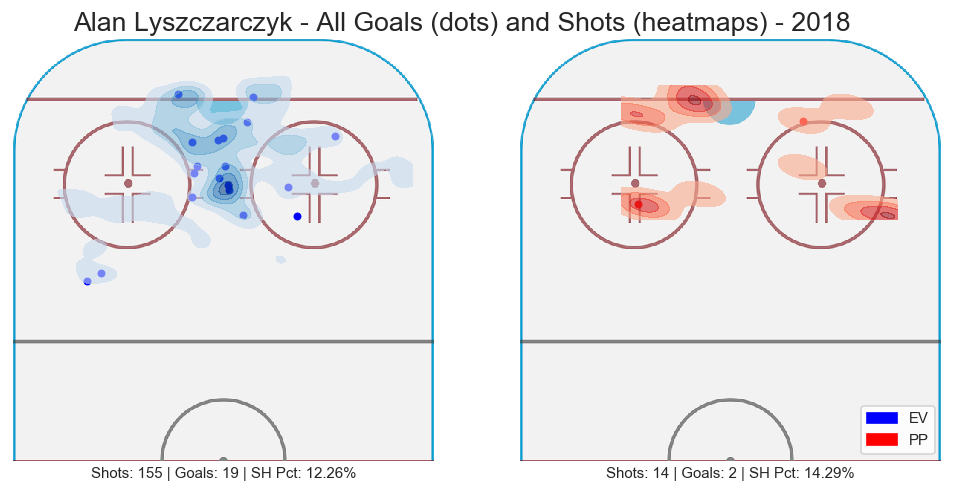 Alan Lyszczarczyk - All Goals (dots) and Shots (heatmaps) - 2018
EV
PP
Shots: 155 | Goals: 19 | SH Pct: 12.26%
Shots: 14 | Goals: 2 | SH Pct: 14.29%